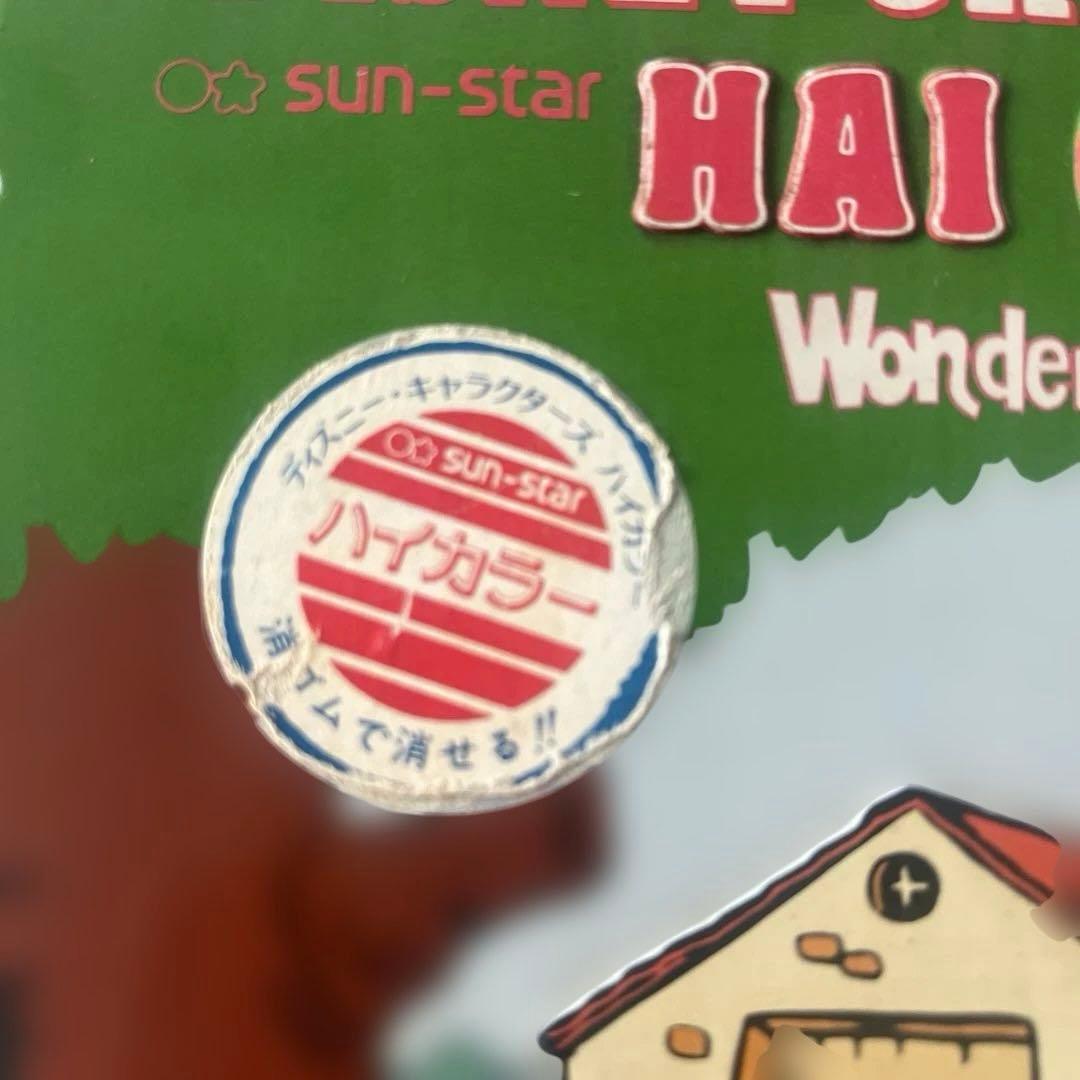 sun-star
HAI
Wonder
ディズニー・キャラクターズ ハイカラー
sun-star
ハイカラー
消ゴムで消せる!!